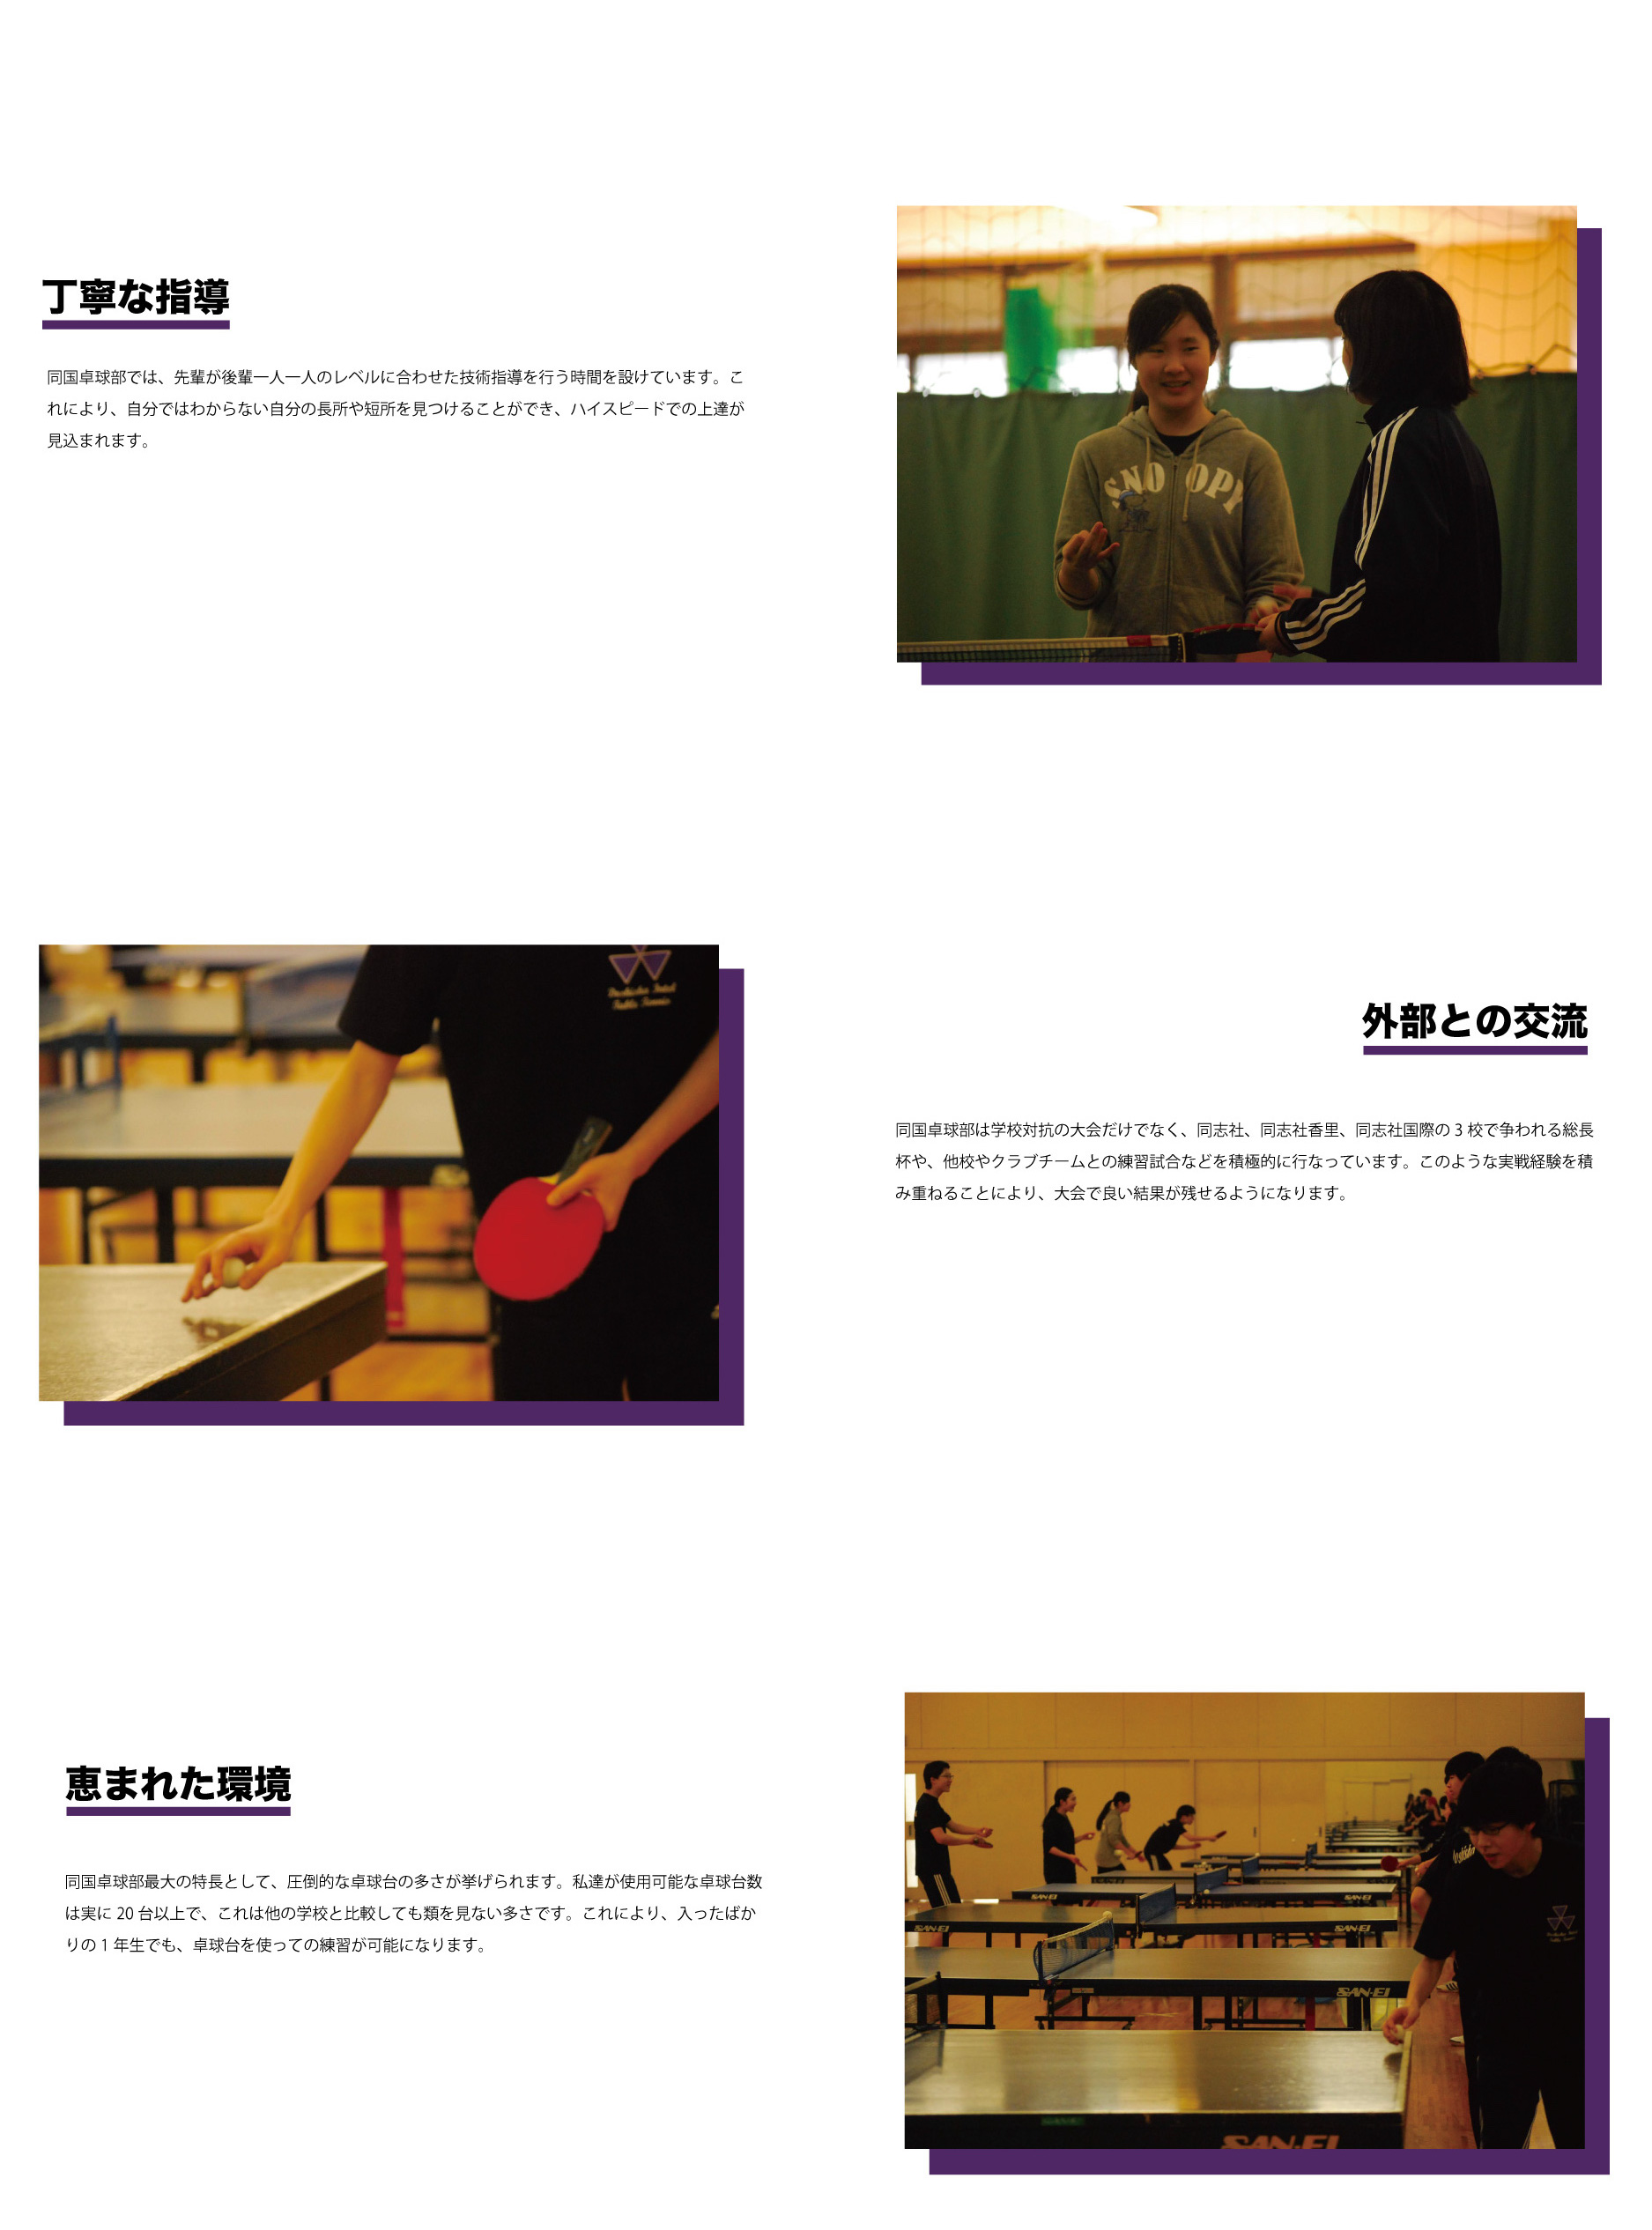 丁寧な指導
同国卓球部では、先輩が後輩一人一人のレベルに合わせた技術指導を行う時間を設けています。こ
れにより、自分ではわからない自分の長所や短所を見つけることができ、ハイスピードでの上達が
見込まれます。
SNOOPY
外部との交流
同国卓球部は学校対抗の大会だけでなく、同志社、同志社香里、同志社国際の 3 校で争われる総長
杯や、他校やクラブチームとの練習試合などを積極的に行なっています。このような実戦経験を積
み重ねることにより、大会で良い結果が残せるようになります。
Table Tennis
恵まれた環境
同国卓球部最大の特長として、圧倒的な卓球台の多さが挙げられます。私達が使用可能な卓球台数
は実に 20 台以上で、これは他の学校と比較しても類を見ない多さです。これにより、入ったばか
りの 1 年生でも、卓球台を使っての練習が可能になります。
SAN-EI
SAN-EI
SAN-EI
SAN-EI
SAN-EI
SAN-EI